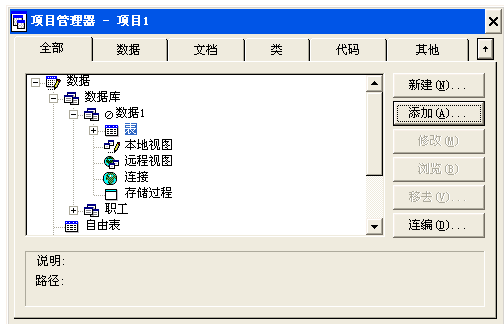 项目管理器 - 项目1
全部 数据 文档 类 代码 其他
数据
数据库
数据1
表
本地视图
远程视图
连接
存储过程
职工
自由表
新建(N)...
添加(A)...
修改(M)
浏览(B)
移去(V)...
连编(D)...
说明:
路径: